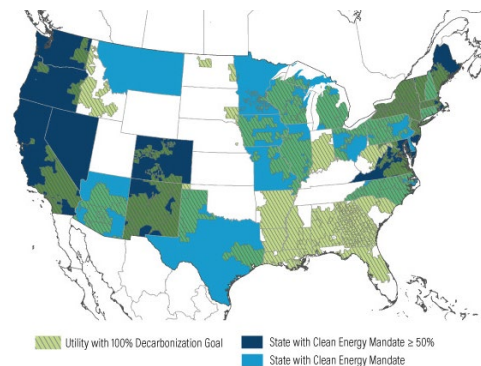 Utility with 100% Decarbonization Goal
State with Clean Energy Mandate ≥ 50%
State with Clean Energy Mandate